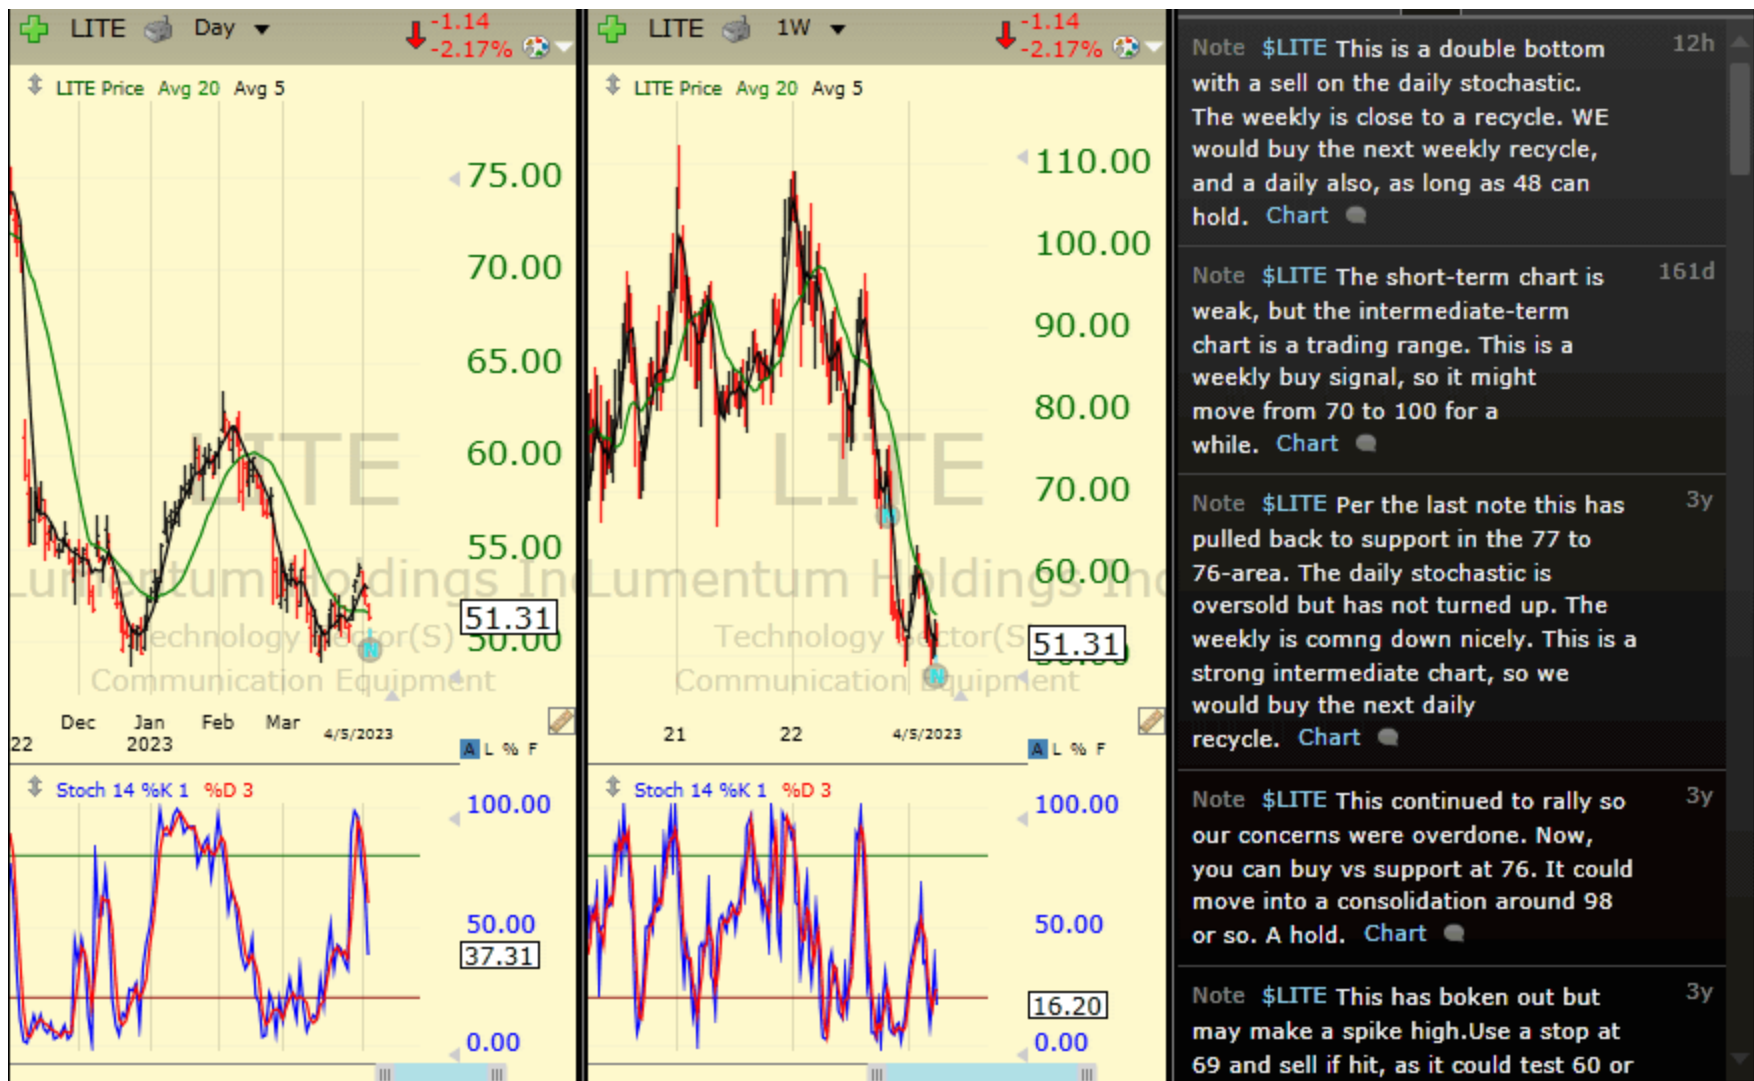 LITE Day
-1.14
-2.17%
LITE Price Avg 20 Avg 5
75.00
70.00
65.00
60.00
55.00
51.31
50.00
LITE
Lumentum Holdings Inc
Technology Sector(S)
Communication Equipment
N
Dec Jan Feb Mar
22 2023 4/5/2023
A L % F
Stoch 14 %K 1 %D 3
100.00
50.00
37.31
0.00
LITE 1W
-1.14
-2.17%
LITE Price Avg 20 Avg 5
110.00
100.00
90.00
80.00
70.00
60.00
51.31
LITE
Lumentum Holdings Inc
Technology Sector(S)
Communication Equipment
N
N
21 22 4/5/2023
A L % F
Stoch 14 %K 1 %D 3
100.00
50.00
16.20
0.00
Note $LITE This is a double bottom 12h
with a sell on the daily stochastic.
The weekly is close to a recycle. WE
would buy the next weekly recycle,
and a daily also, as long as 48 can
hold. Chart
Note $LITE The short-term chart is 161d
weak, but the intermediate-term
chart is a trading range. This is a
weekly buy signal, so it might
move from 70 to 100 for a
while. Chart
Note $LITE Per the last note this has 3y
pulled back to support in the 77 to
76-area. The daily stochastic is
oversold but has not turned up. The
weekly is comng down nicely. This is a
strong intermediate chart, so we
would buy the next daily
recycle. Chart
Note $LITE This continued to rally so 3y
our concerns were overdone. Now,
you can buy vs support at 76. It could
move into a consolidation around 98
or so. A hold. Chart
Note $LITE This has boken out but 3y
may make a spike high.Use a stop at
69 and sell if hit, as it could test 60 or